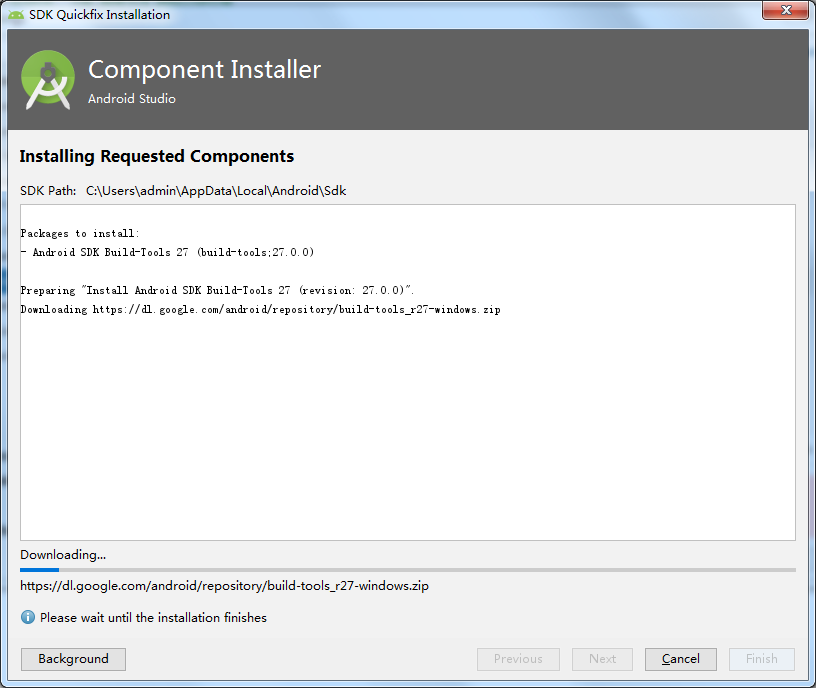 SDK Quickfix Installation
Component Installer
Android Studio
Installing Requested Components
SDK Path: C:\Users\admin\AppData\Local\Android\Sdk
Packages to install:
- Android SDK Build-Tools 27 (build-tools;27.0.0)
Preparing "Install Android SDK Build-Tools 27 (revision: 27.0.0)".
Downloading https://dl.google.com/android/repository/build-tools_r27-windows.zip
Downloading...
https://dl.google.com/android/repository/build-tools_r27-windows.zip
Please wait until the installation finishes
Background Previous Next Cancel Finish